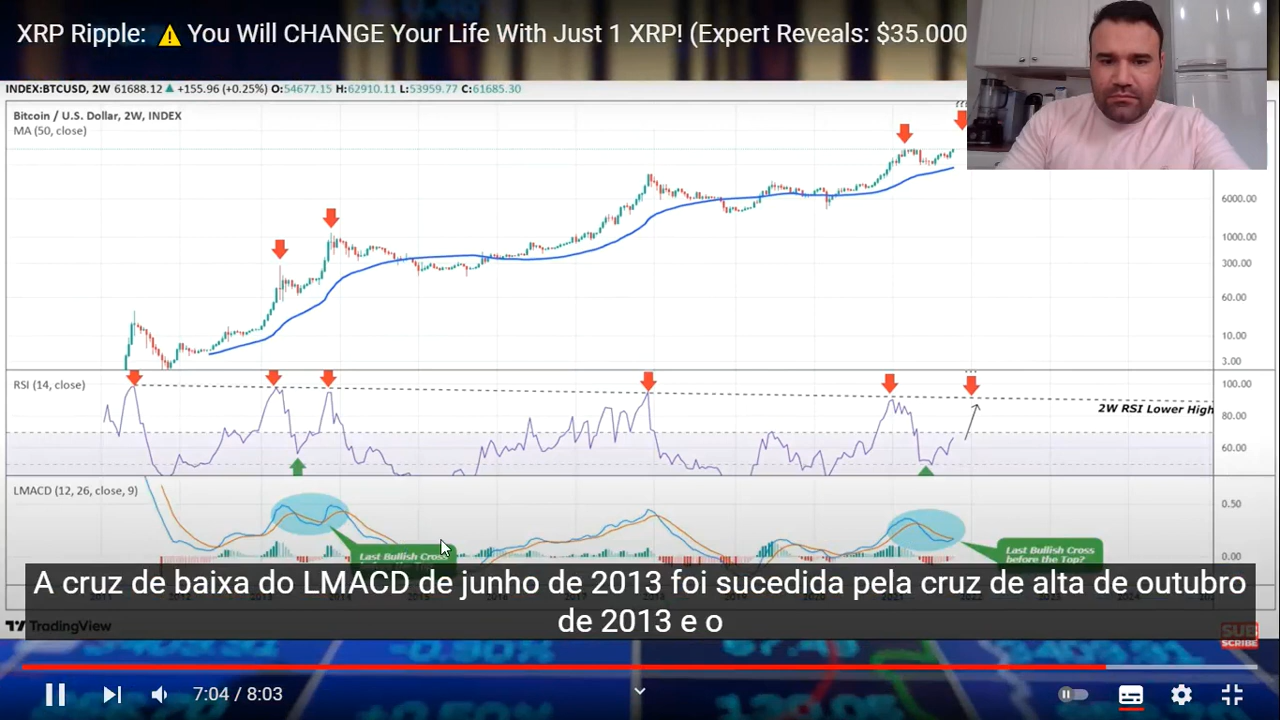 XRP Ripple: ⚠️ You Will CHANGE Your Life With Just 1 XRP! (Expert Reveals: $35.000
INDEX:BTCUSD, 2W 61688.12 ▲ +155.96 (+0.25%) O:54677.15 H:62910.11 L:53959.77 C:61685.30
Bitcoin / U.S. Dollar, 2W, INDEX
MA (50, close)
6000.00
1000.00
300.00
60.00
10.00
3.00
RSI (14, close)
100.00
2W RSI Lower High
80.00
60.00
LMACD (12, 26, close, 9)
0.50
Last Bullish Cross
before the Top?
Last Bullish Cross
0.00
A cruz de baixa do LMACD de junho de 2013 foi sucedida pela cruz de alta de outubro
de 2013 e o
TradingView
SUB
SCRIBE
7:04 / 8:03